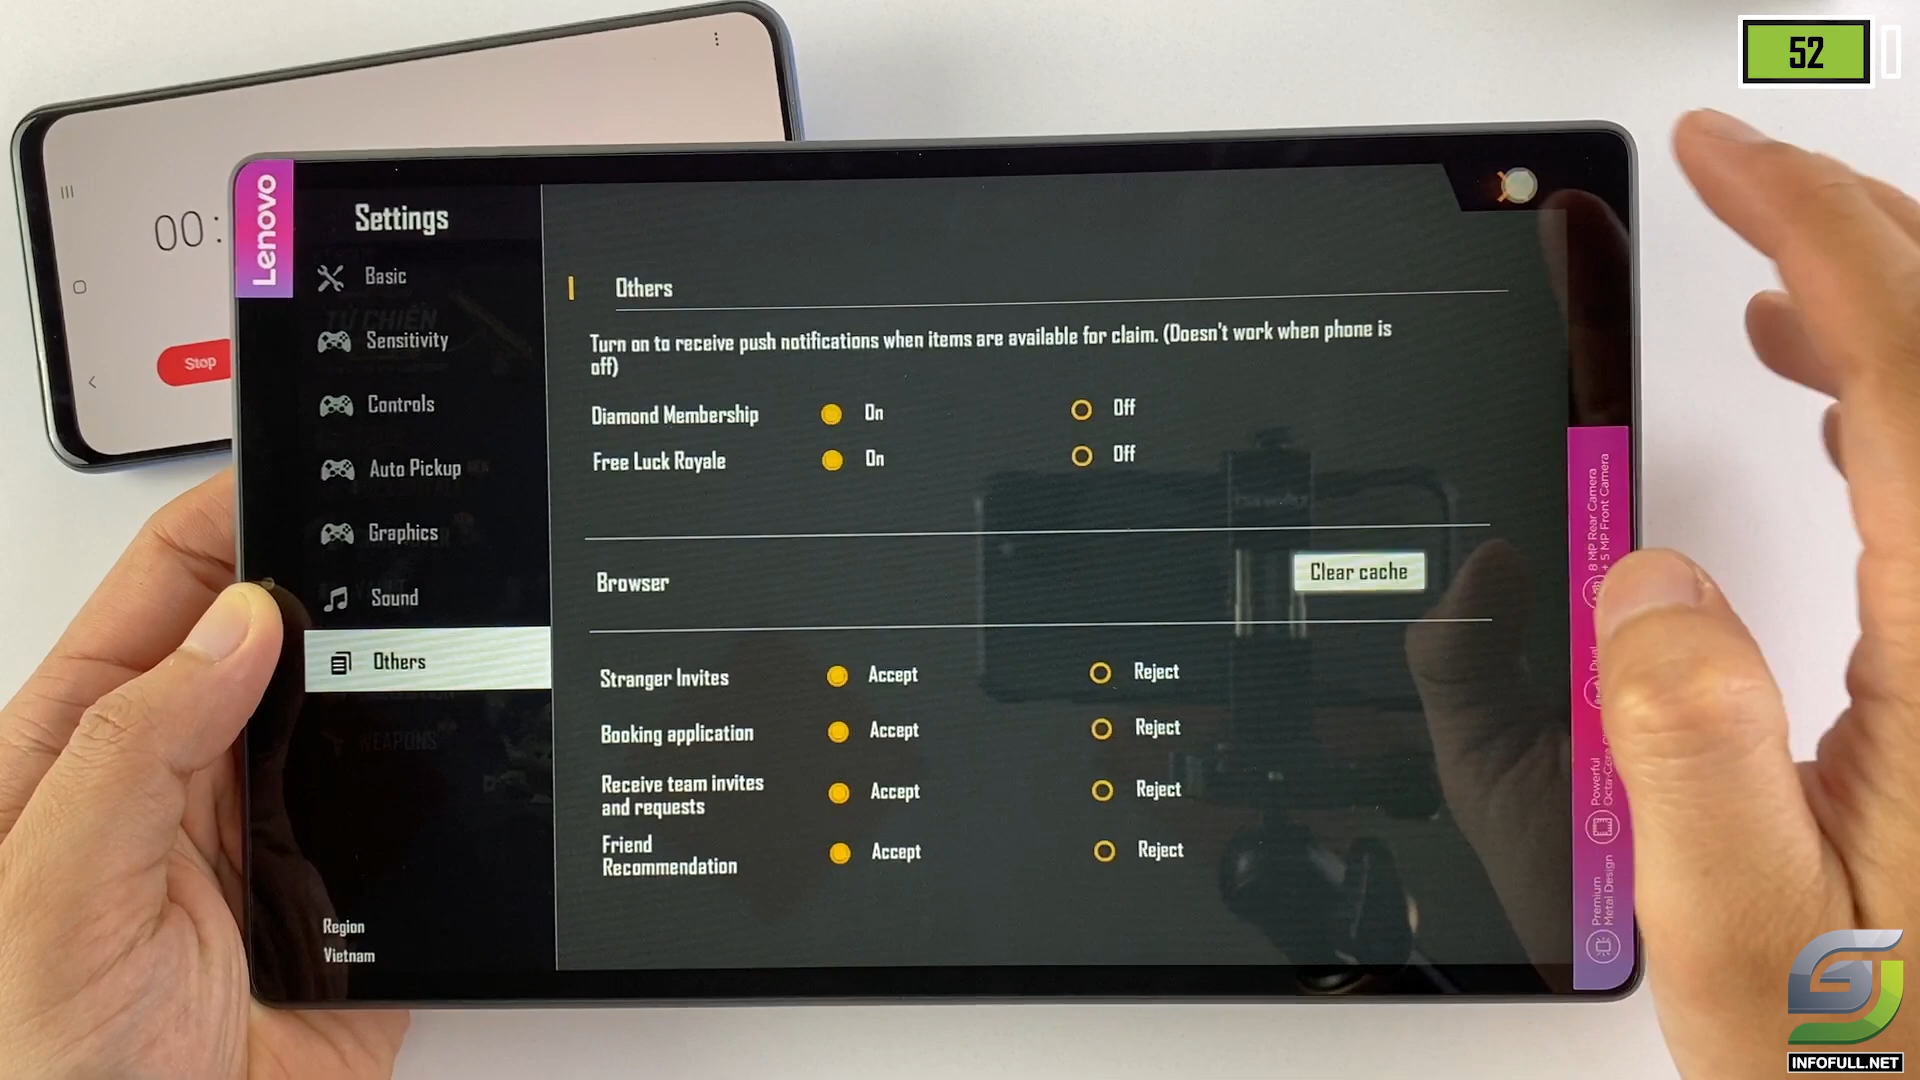 52
00:
Stop
Lenovo
Settings
Basic
Sensitivity
Controls
Auto Pickup
Graphics
Sound
Others
WEAPONS
Region
Vietnam
Others
Turn on to receive push notifications when items are available for claim. (Doesn't work when phone is
off)
Diamond Membership On Off
Free Luck Royale On Off
Browser Clear cache
Stranger Invites Accept Reject
Booking application Accept Reject
Receive team invites
and requests Accept Reject
Friend
Recommendation Accept Reject
8 MP Rear Camera
+ 5 MP Front Camera
Dual
Powerful
Octa-Core
Premium
Metal Design
INFOFULL.NET